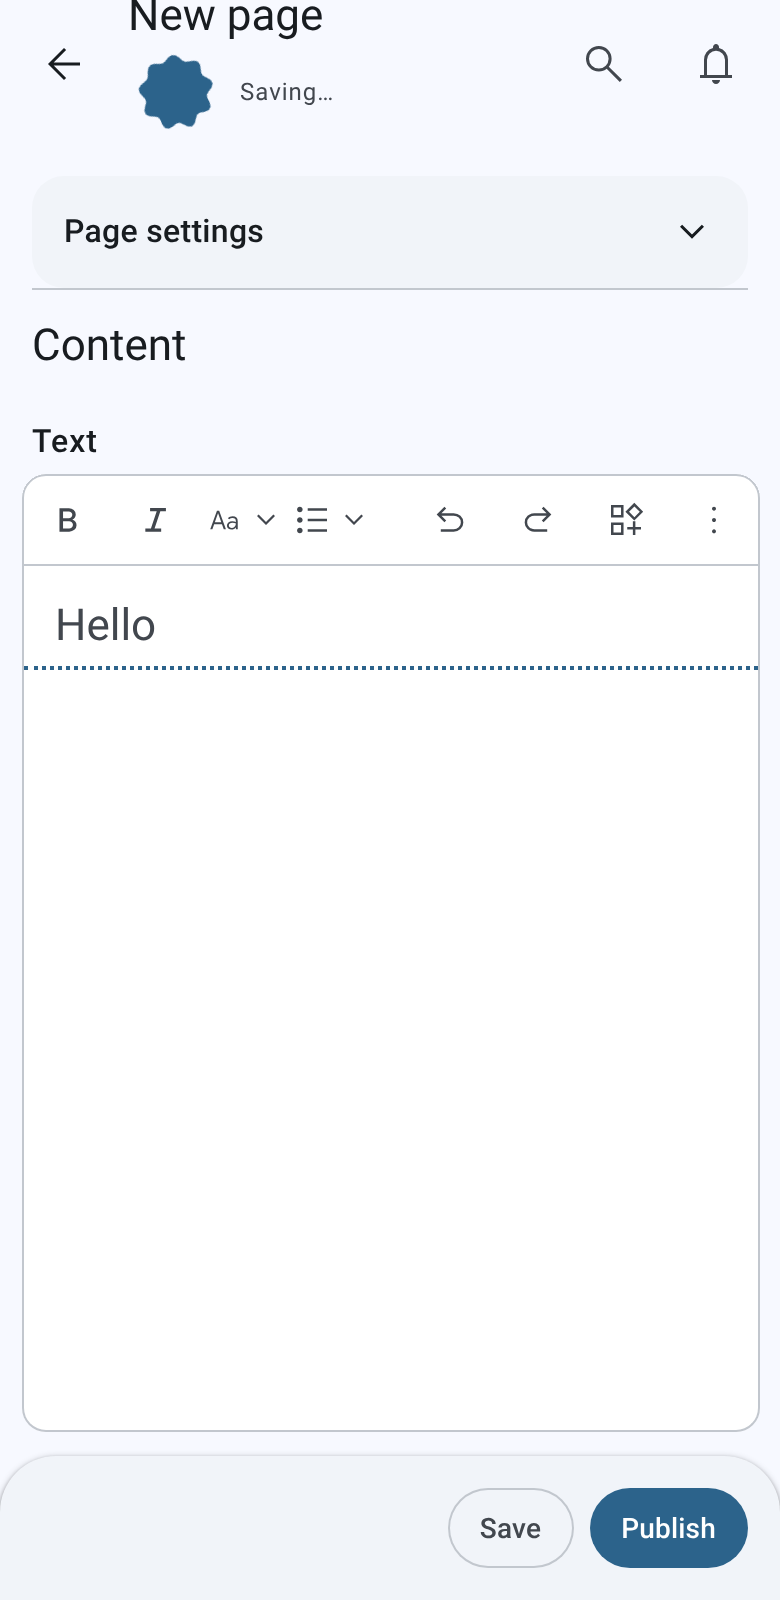 New page
Saving…
Page settings
Content
Text
B I Aa
Hello
Save Publish